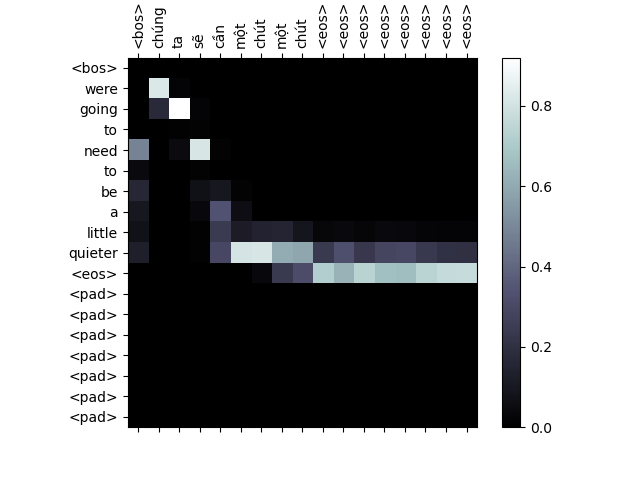 <bos> chúng ta sẽ cần một chút một chút <eos> <eos> <eos> <eos> <eos> <eos> <eos> <eos>
<bos>
were
going
to
need
to
be
a
little
quieter
<eos>
<pad>
<pad>
<pad>
<pad>
<pad>
<pad>
<pad>
0.8
0.6
0.4
0.2
0.0